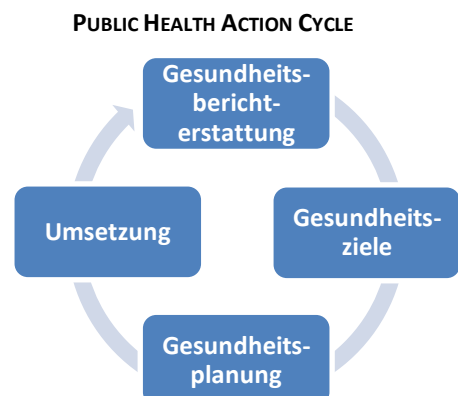 PUBLIC HEALTH ACTION CYCLE
Gesundheits-
bericht-
erstattung
Gesundheits-
ziele
Gesundheits-
planung
Umsetzung